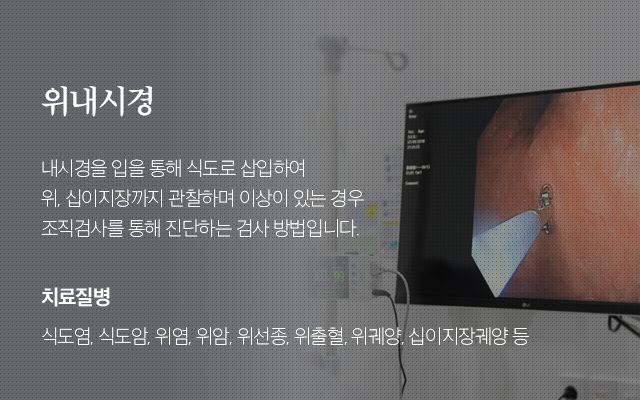 위내시경
내시경을 입을 통해 식도로 삽입하여
위, 십이지장까지 관찰하며 이상이 있는 경우
조직검사를 통해 진단하는 검사 방법입니다.
치료질병
식도염, 식도암, 위염, 위암, 위선종, 위출혈, 위궤양, 십이지장궤양 등
LG